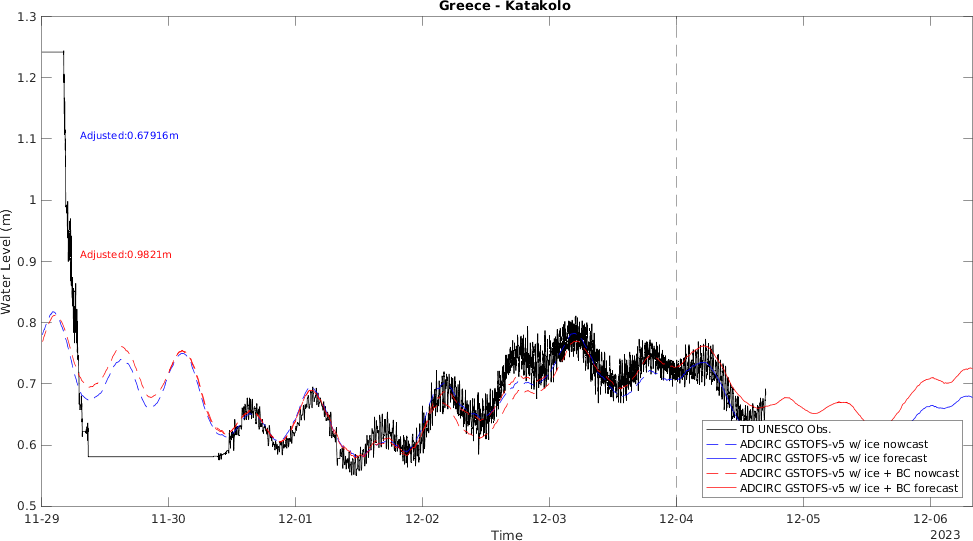 Greece - Katakolo
1.3
1.2
1.1
1
0.9
0.8
0.7
0.6
0.5
Water Level (m)
Adjusted:0.67916m
Adjusted:0.9821m
TD UNESCO Obs.
ADCIRC GSTOFS-v5 w/ ice nowcast
ADCIRC GSTOFS-v5 w/ ice forecast
ADCIRC GSTOFS-v5 w/ ice + BC nowcast
ADCIRC GSTOFS-v5 w/ ice + BC forecast
11-29 11-30 12-01 12-02 12-03 12-04 12-05 12-06
Time
2023